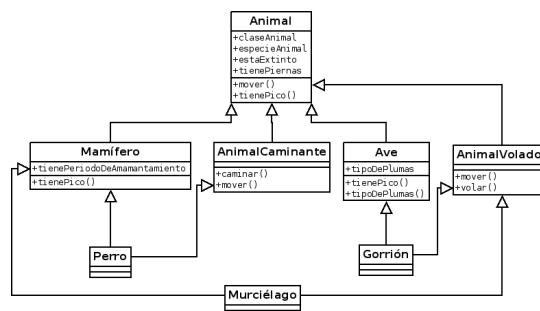 Animal
+claseAnimal
+especieAnimal
+estaExtinto
+tienePiernas
+mover()
+tienePico()
Mamífero
+tienePeriodoDeAmamantamiento
+tienePico()
AnimalCaminante
+caminar()
+mover()
Ave
+tipoDePlumas
+tienePico()
+tipoDePlumas()
AnimalVolado
+mover()
+volar()
Perro
Gorrión
Murciélago